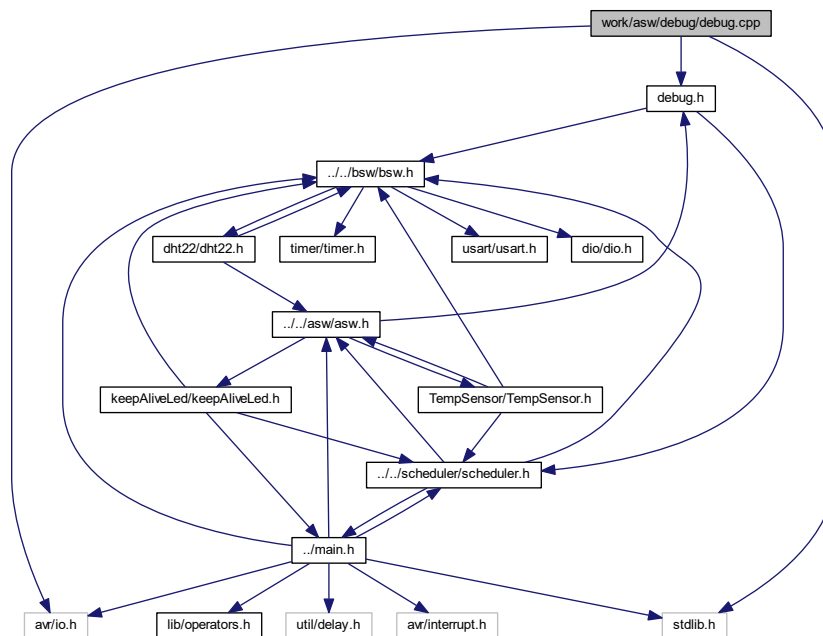 work/asw/debug/debug.cpp
debug.h
../../bsw/bsw.h
dht22/dht22.h
timer/timer.h
usart/usart.h
dio/dio.h
../../asw/asw.h
keepAliveLed/keepAliveLed.h
TempSensor/TempSensor.h
../../scheduler/scheduler.h
../main.h
avr/io.h
lib/operators.h
util/delay.h
avr/interrupt.h
stdlib.h